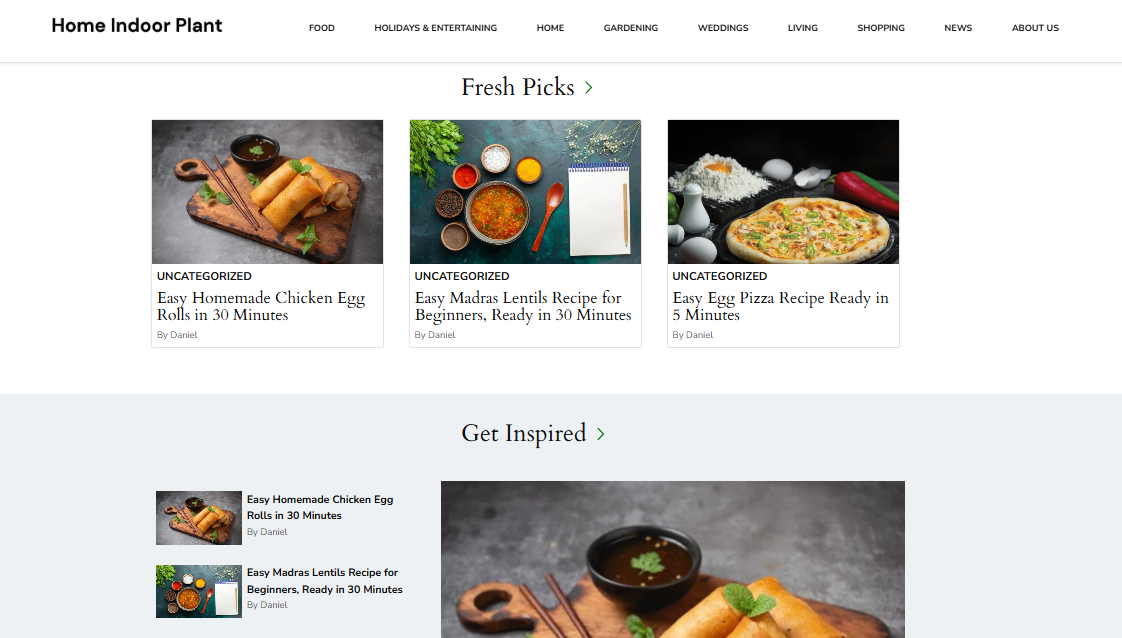 Home Indoor Plant
FOOD
HOLIDAYS & ENTERTAINING
HOME
GARDENING
WEDDINGS
LIVING
SHOPPING
NEWS
ABOUT US
Fresh Picks
UNCATEGORIZED
Easy Homemade Chicken Egg
Rolls in 30 Minutes
By Daniel
UNCATEGORIZED
Easy Madras Lentils Recipe for
Beginners, Ready in 30 Minutes
By Daniel
UNCATEGORIZED
Easy Egg Pizza Recipe Ready in
5 Minutes
By Daniel
Get Inspired
Easy Homemade Chicken Egg
Rolls in 30 Minutes
By Daniel
Easy Madras Lentils Recipe for
Beginners, Ready in 30 Minutes
By Daniel